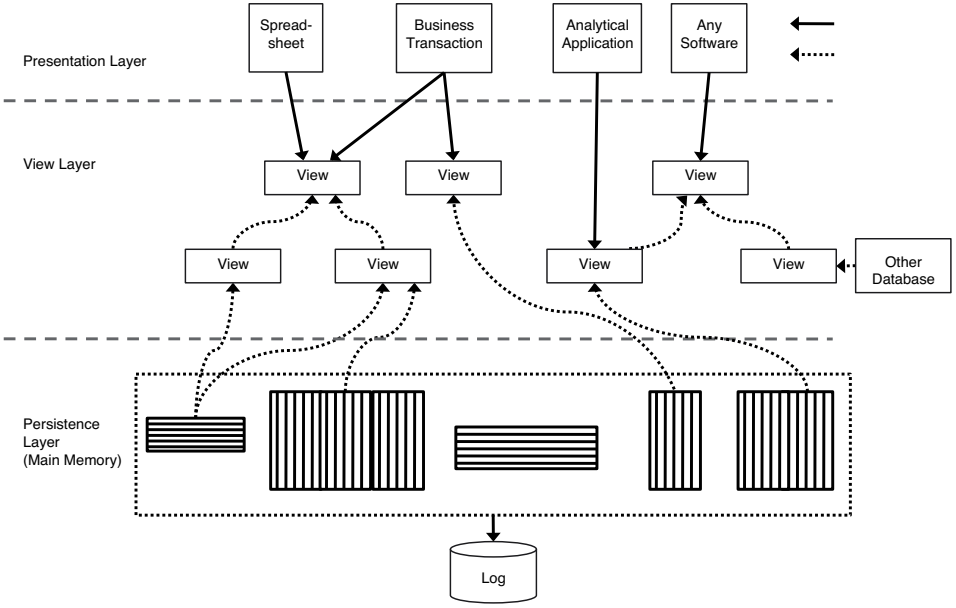 Spread-
sheet
Business
Transaction
Analytical
Application
Any
Software
Presentation Layer
View Layer
View
View
View
View
View
View
View
Other
Database
Persistence
Layer
(Main Memory)
Log